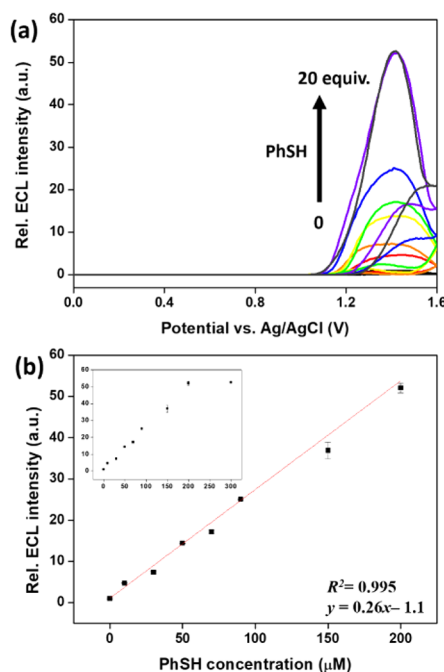 (a)
60
50
40
30
20
10
0
Rel. ECL intensity (a.u.)
20 equiv.
PhSH
0
0.0 0.4 0.8 1.2 1.6
Potential vs. Ag/AgCl (V)
(b)
60
50
40
30
20
10
0
Rel. ECL intensity (a.u.)
60
50
40
30
20
10
0
0 50 100 150 200 250 300
R²= 0.995
y = 0.26x– 1.1
0 50 100 150 200
PhSH concentration (μM)